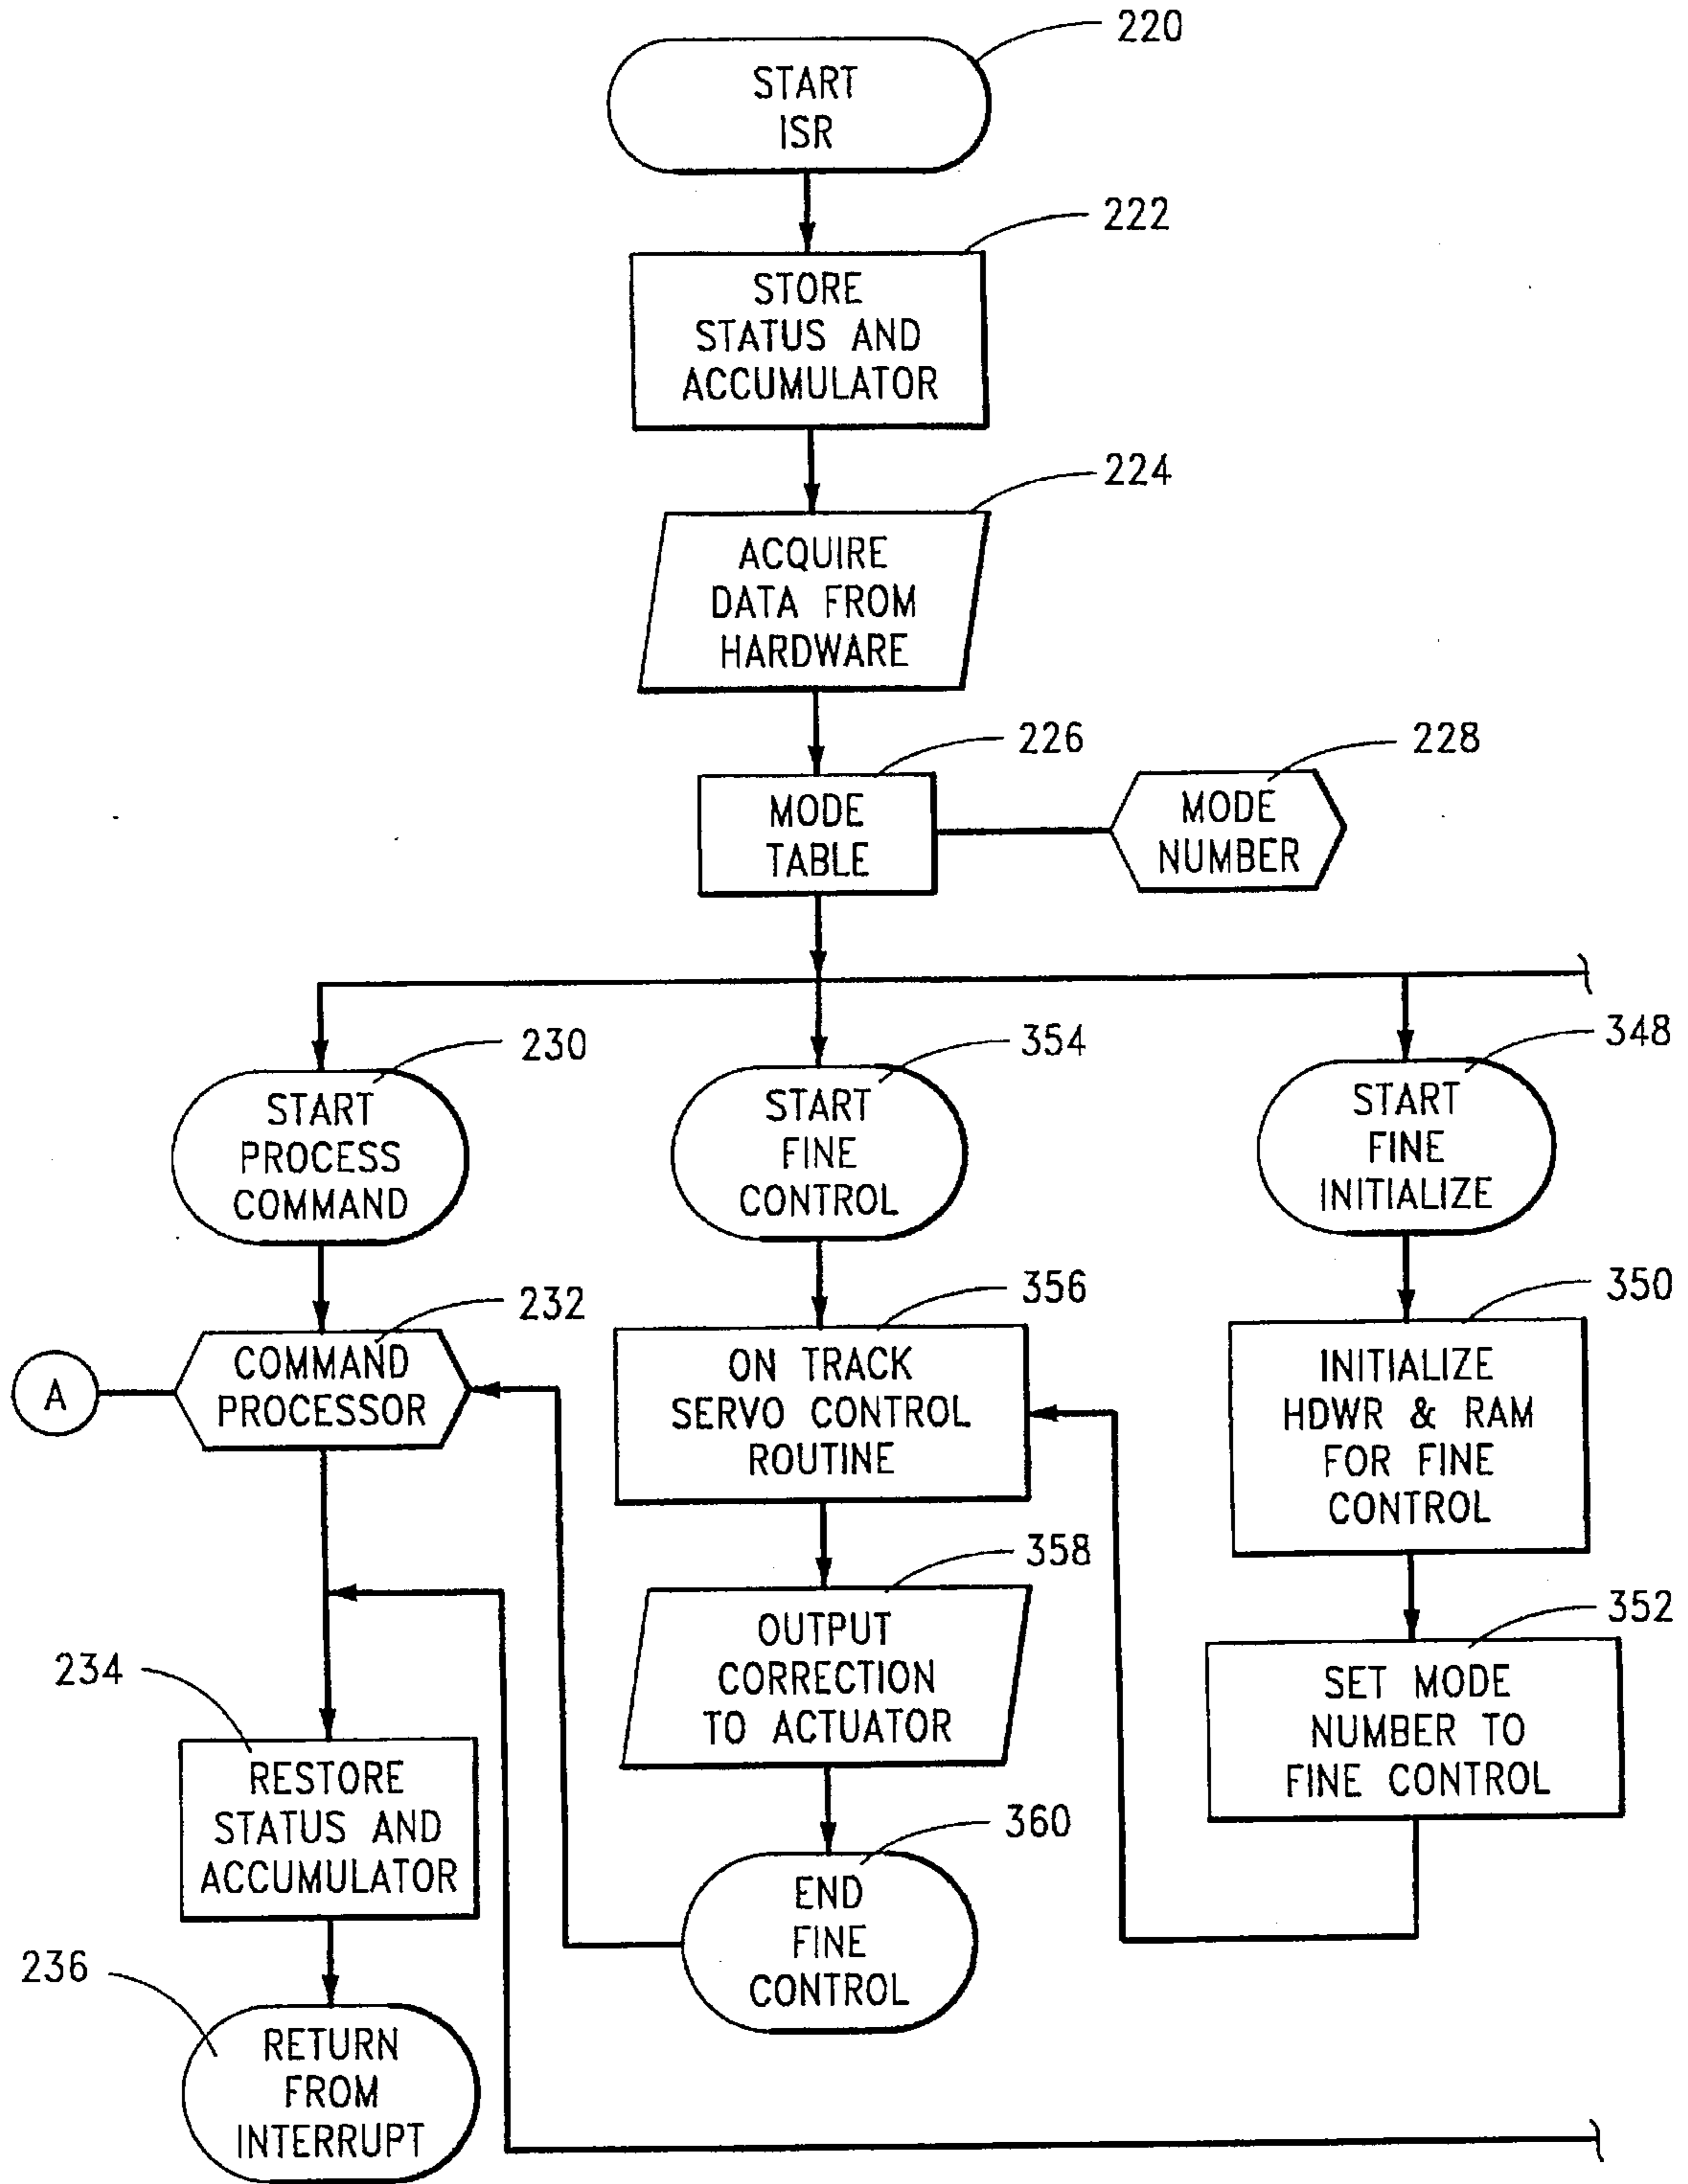 220
START
ISR
222
STORE
STATUS AND
ACCUMULATOR
224
ACQUIRE
DATA FROM
HARDWARE
226
MODE
TABLE
228
MODE
NUMBER
230
START
PROCESS
COMMAND
354
START
FINE
CONTROL
348
START
FINE
INITIALIZE
232
COMMAND
PROCESSOR
A
356
ON TRACK
SERVO CONTROL
ROUTINE
350
INITIALIZE
HDWR & RAM
FOR FINE
CONTROL
358
OUTPUT
CORRECTION
TO ACTUATOR
352
SET MODE
NUMBER TO
FINE CONTROL
234
RESTORE
STATUS AND
ACCUMULATOR
360
END
FINE
CONTROL
236
RETURN
FROM
INTERRUPT